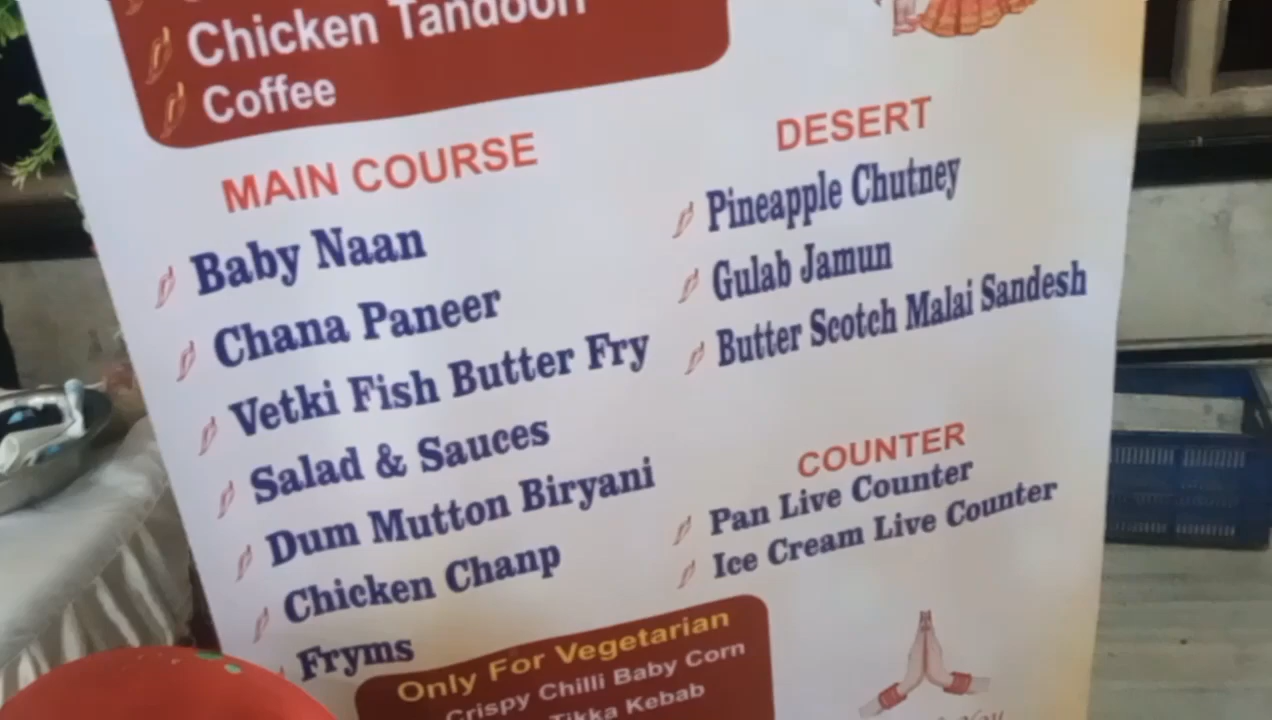 Chicken Tandoori
Coffee
MAIN COURSE
Baby Naan
Chana Paneer
Vetki Fish Butter Fry
Salad & Sauces
Dum Mutton Biryani
Chicken Chanp
Fryms
DESERT
Pineapple Chutney
Gulab Jamun
Butter Scotch Malai Sandesh
COUNTER
Pan Live Counter
Ice Cream Live Counter
Only For Vegetarian
Crispy Chilli Baby Corn
Tikka Kebab
You